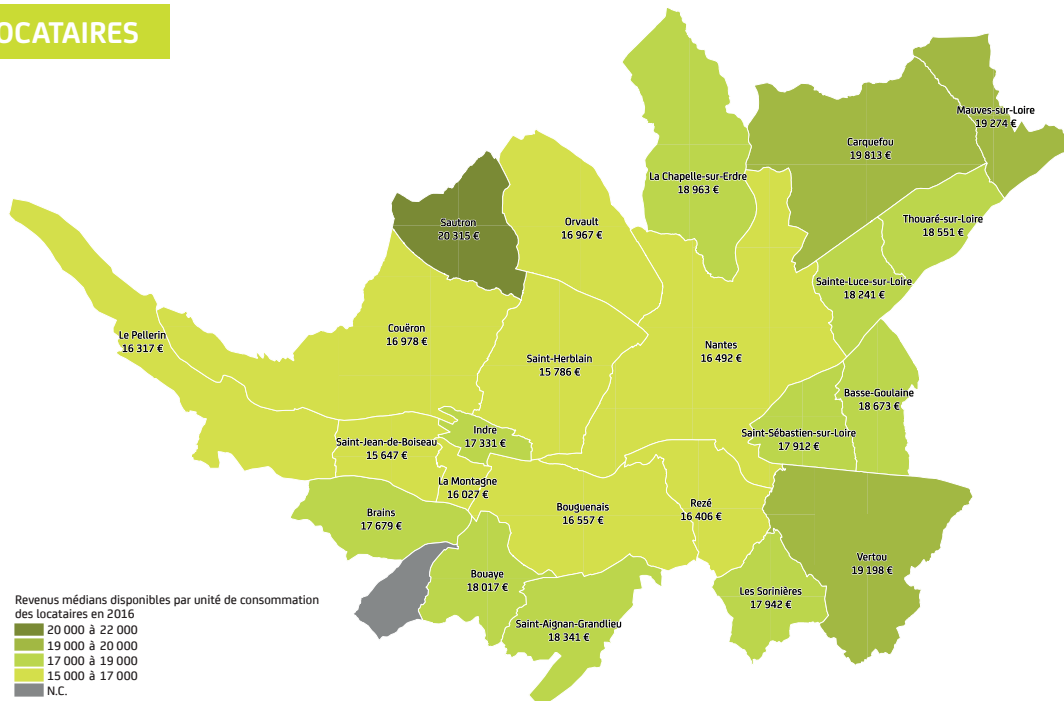 OCATAIRES
Mauves-sur-Loire
19 274 €
Carquefou
19 813 €
La Chapelle-sur-Erdre
18 963 €
Thouaré-sur-Loire
18 551 €
Sautron
20 315 €
Orvault
16 967 €
Sainte-Luce-sur-Loire
18 241 €
Le Pellerin
16 317 €
Couëron
16 978 €
Saint-Herblain
15 786 €
Nantes
16 492 €
Basse-Goulaine
18 673 €
Indre
17 331 €
Saint-Sébastien-sur-Loire
17 912 €
Saint-Jean-de-Boiseau
15 647 €
La Montagne
16 027 €
Brains
17 679 €
Bouguenais
16 557 €
Rezé
16 406 €
Vertou
19 198 €
Bouaye
18 017 €
Les Sorinières
17 942 €
Saint-Aignan-Grandlieu
18 341 €
Revenus médians disponibles par unité de consommation
des locataires en 2016
20 000 à 22 000
19 000 à 20 000
17 000 à 19 000
15 000 à 17 000
N.C.